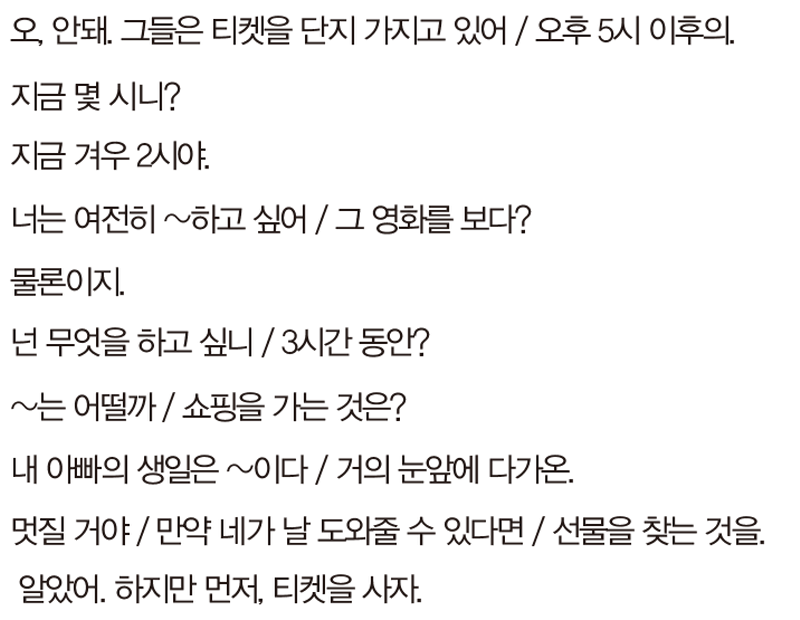 오, 안돼. 그들은 티켓을 단지 가지고 있어 / 오후 5시 이후의.
지금 몇 시니?
지금 겨우 2시야.
너는 여전히 ~하고 싶어 / 그 영화를 보다?
물론이지.
넌 무엇을 하고 싶니 / 3시간 동안?
~는 어떨까 / 쇼핑을 가는 것은?
내 아빠의 생일은 ~이다 / 거의 눈앞에 다가온.
멋질 거야 / 만약 네가 날 도와줄 수 있다면 / 선물을 찾는 것을.
알았어. 하지만 먼저, 티켓을 사자.